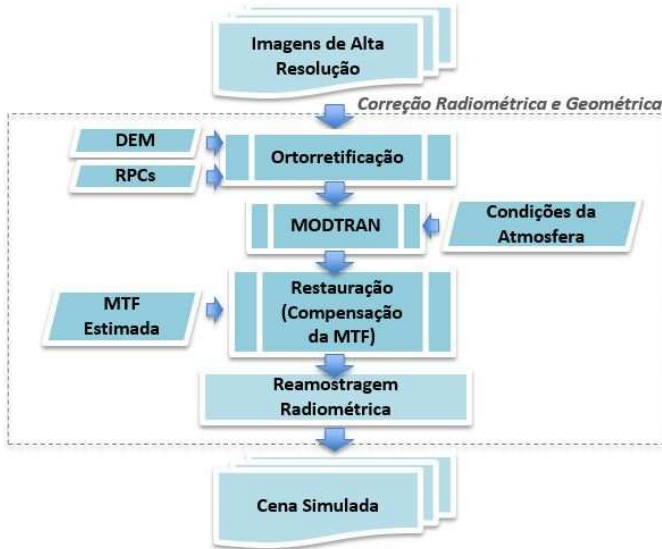 Imagens de Alta
Resolução
Correção Radiométrica e Geométrica
DEM
RPCs
Ortorretificação
MODTRAN
Condições da
Atmosfera
MTF
Estimada
Restauração
(Compensação
da MTF)
Reamostragem
Radiométrica
Cena Simulada